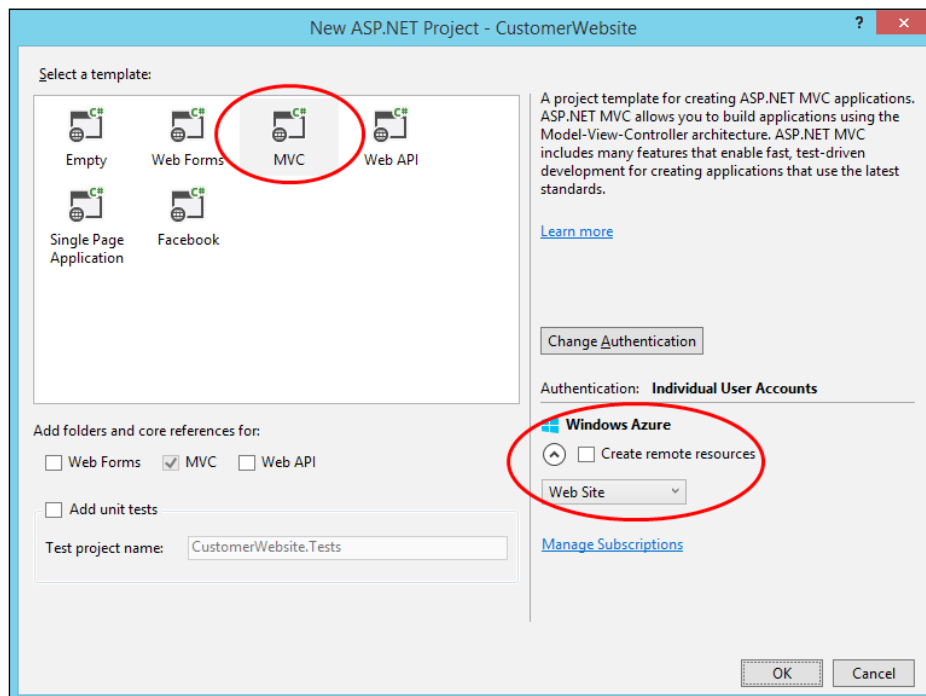 New ASP.NET Project - CustomerWebsite
? ×
Select a template:
C# C# C# C#
Empty Web Forms MVC Web API
C# C#
Single Page Facebook
Application
A project template for creating ASP.NET MVC applications.
ASP.NET MVC allows you to build applications using the
Model-View-Controller architecture. ASP.NET MVC
includes many features that enable fast, test-driven
development for creating applications that use the latest
standards.
Learn more
Change Authentication
Authentication: Individual User Accounts
Windows Azure
Create remote resources
Web Site
Manage Subscriptions
Add folders and core references for:
Web Forms MVC Web API
Add unit tests
Test project name: CustomerWebsite.Tests
OK Cancel